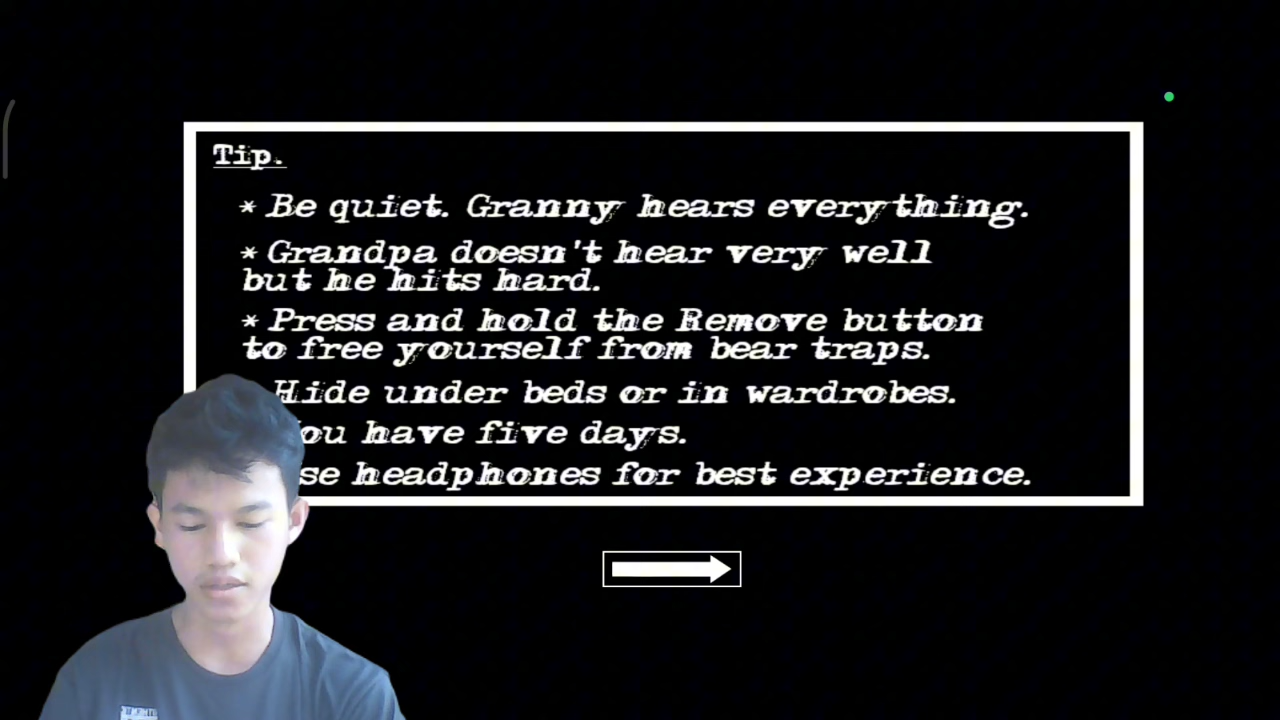 Tip.
* Be quiet. Granny hears everything.
* Grandpa doesn't hear very well
but he hits hard.
* Press and hold the Remove button
to free yourself from bear traps.
Hide under beds or in wardrobes.
ou have five days.
se headphones for best experience.